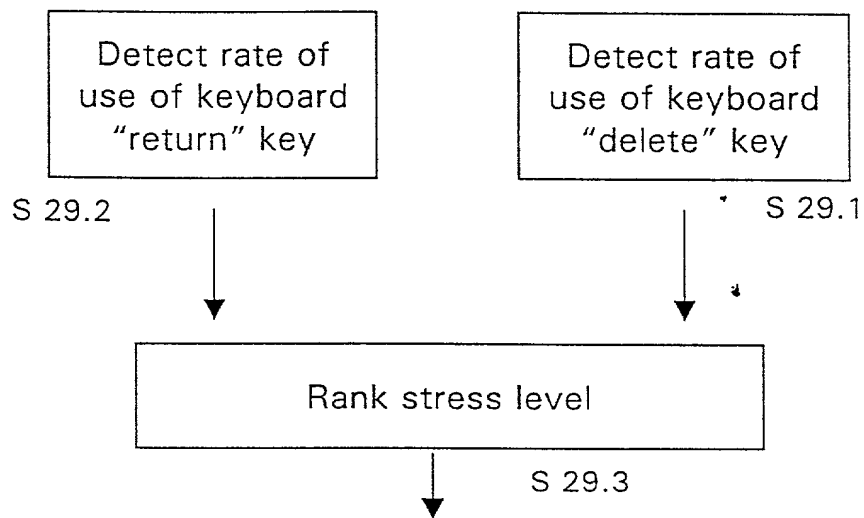 Detect rate of
use of keyboard
“return” key
Detect rate of
use of keyboard
“delete” key
S 29.2
S 29.1
Rank stress level
S 29.3